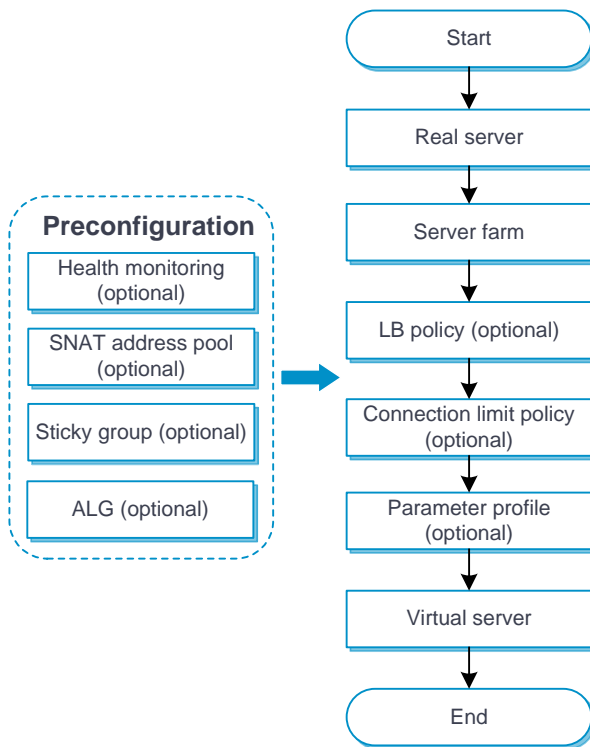 Preconfiguration
Health monitoring
(optional)
SNAT address pool
(optional)
Sticky group (optional)
ALG (optional)
Start
Real server
Server farm
LB policy (optional)
Connection limit policy
(optional)
Parameter profile
(optional)
Virtual server
End